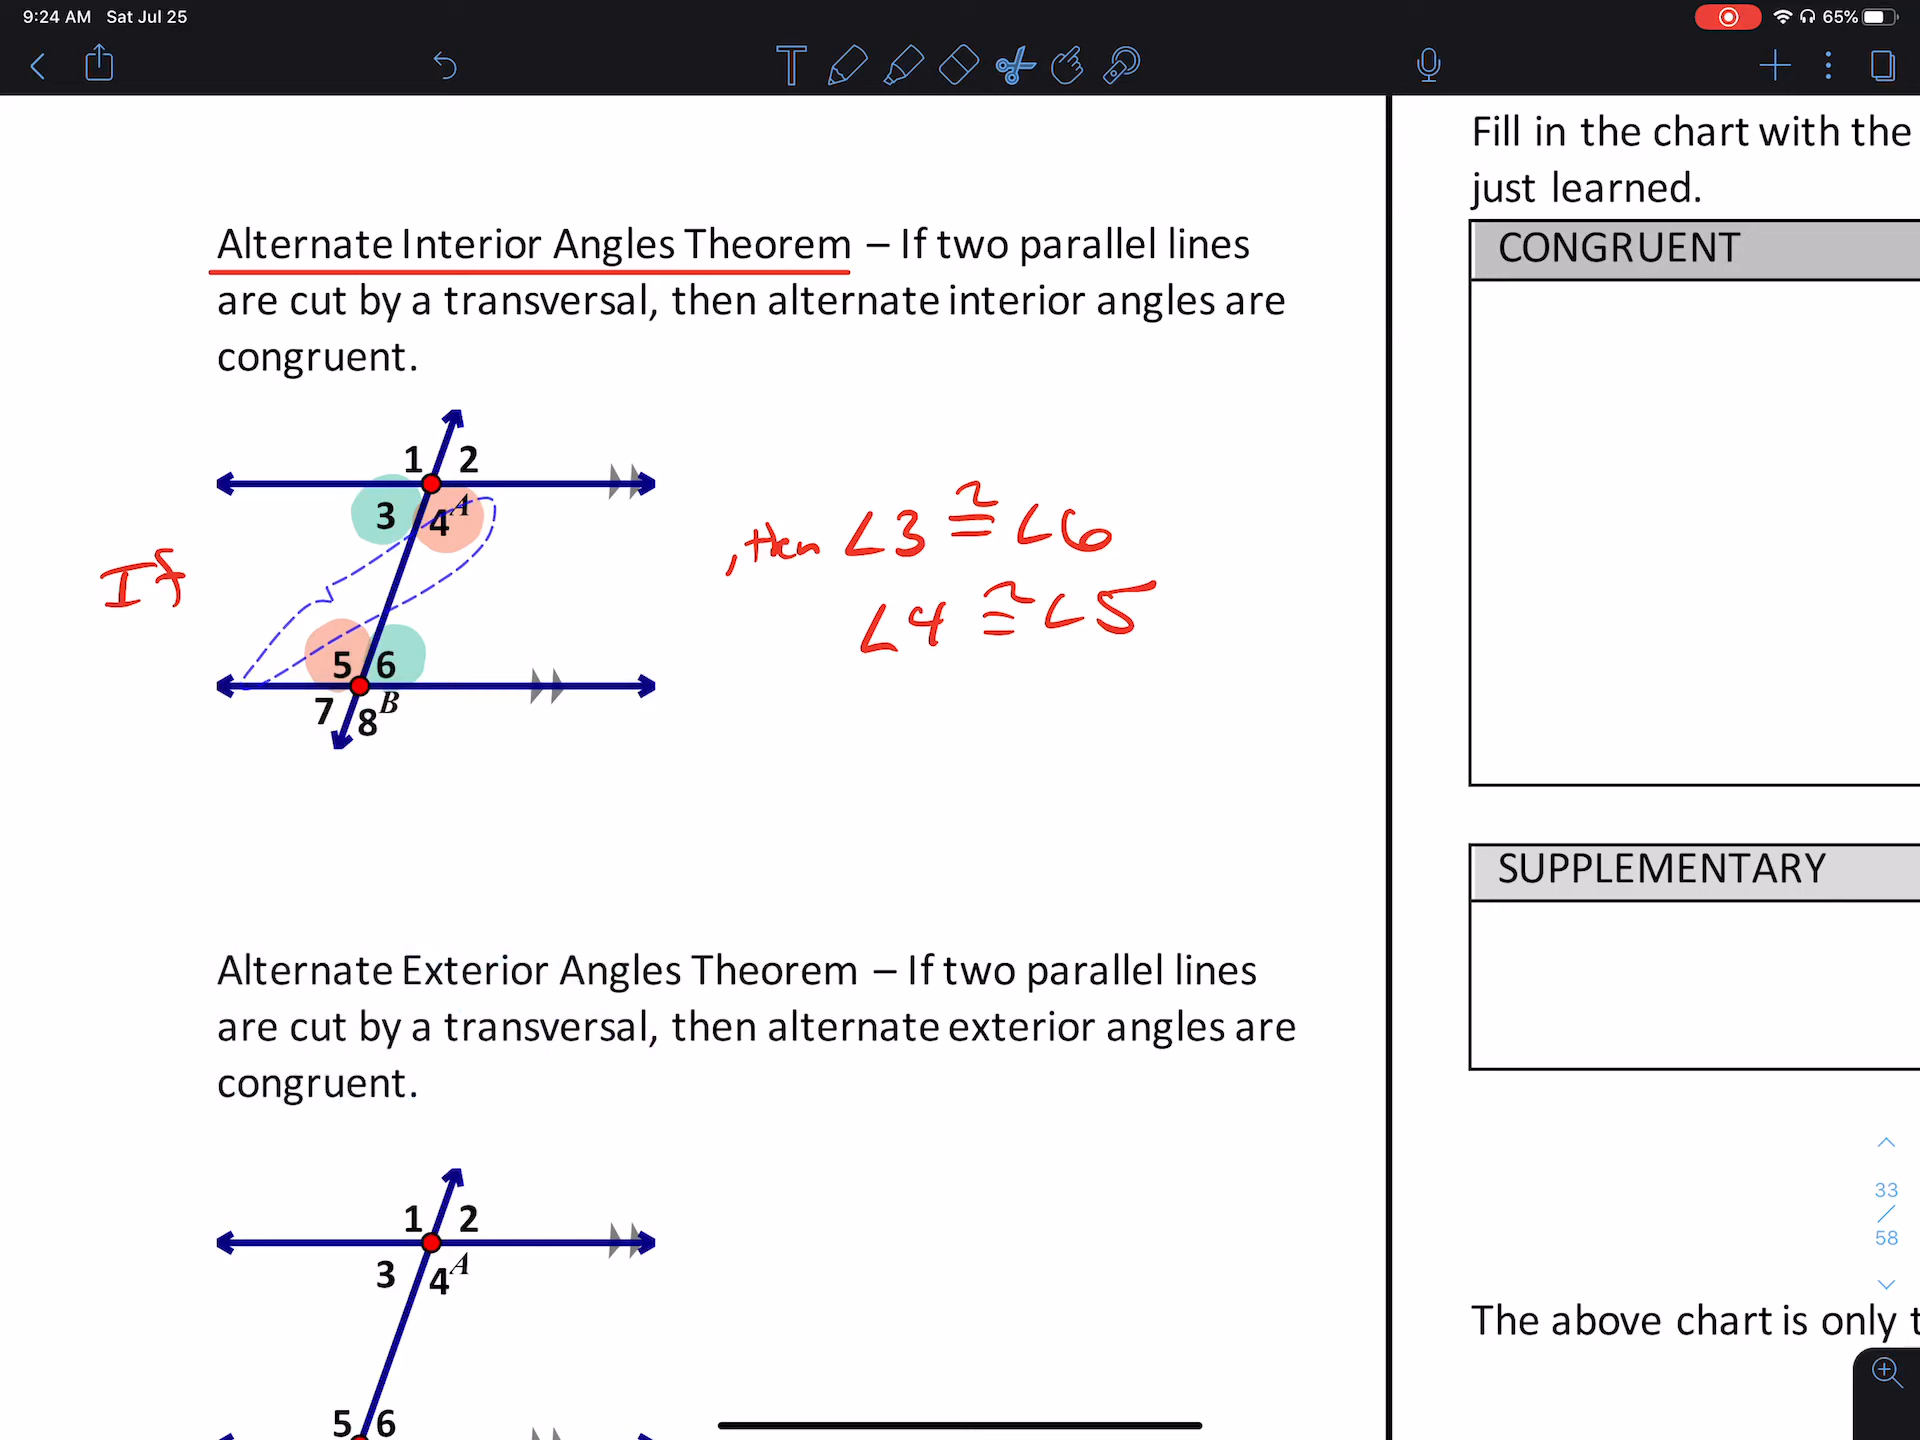 9:24 AM Sat Jul 25
65%
Alternate Interior Angles Theorem – If two parallel lines
are cut by a transversal, then alternate interior angles are
congruent.
1 2
3 4 A
If
, then ∠3 ≅ ∠6
∠4 ≅ ∠5
5 6
7 8 B
Alternate Exterior Angles Theorem – If two parallel lines
are cut by a transversal, then alternate exterior angles are
congruent.
1 2
3 4 A
5 6
Fill in the chart with the
just learned.
CONGRUENT
SUPPLEMENTARY
33
/
58
The above chart is only t